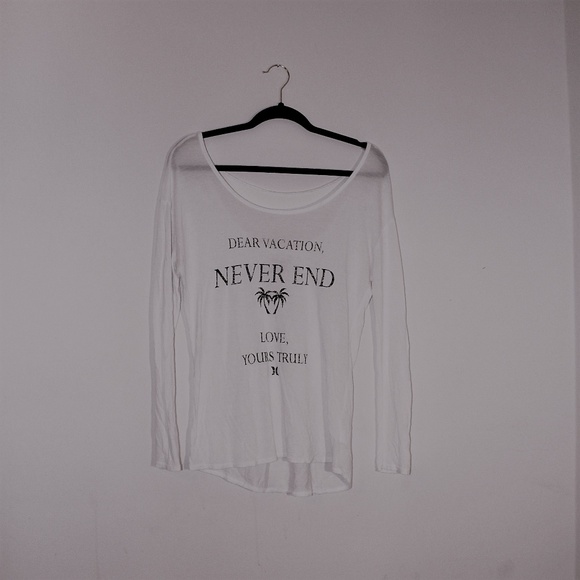 DEAR VACATION,
NEVER END
LOVE,
YOURS TRULY